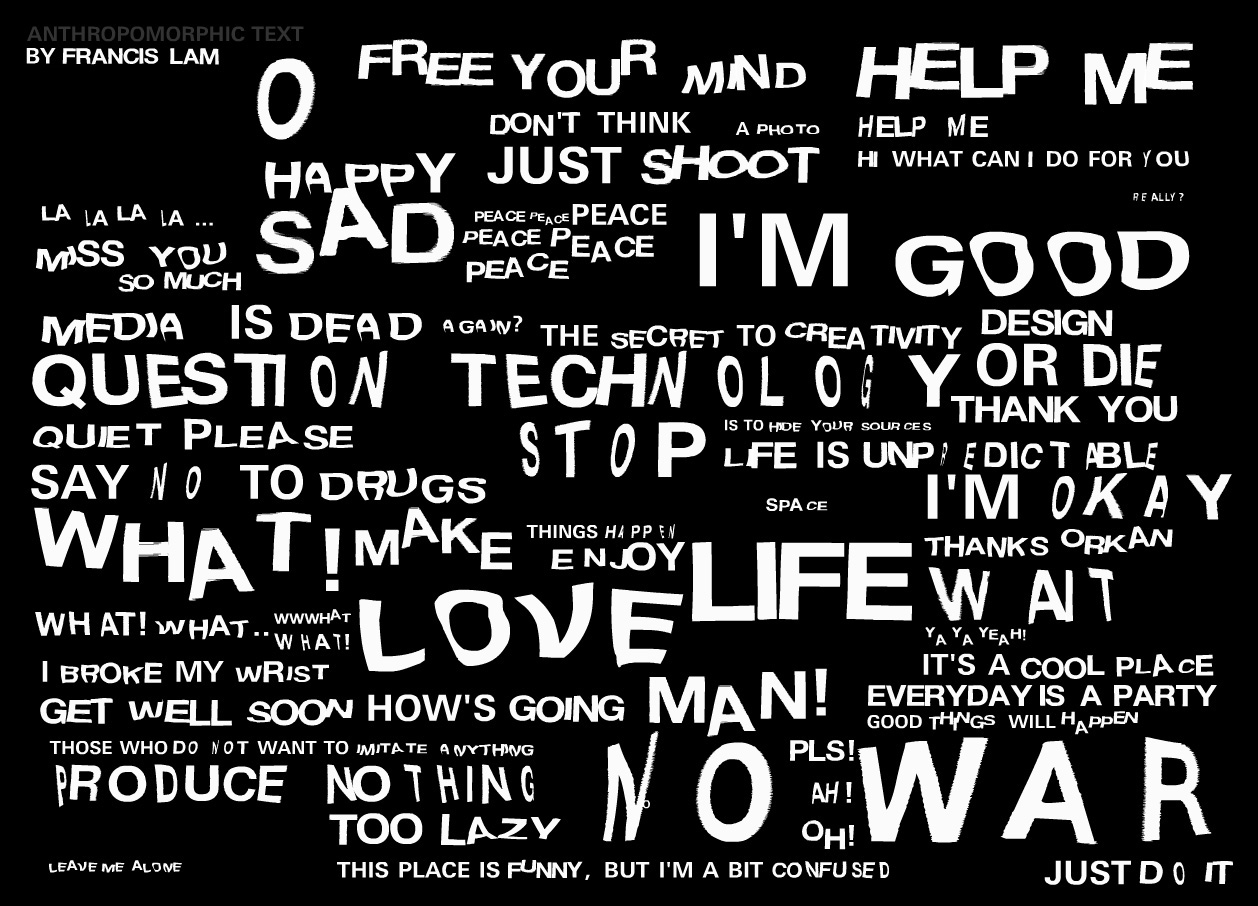 ANTHROPOMORPHIC TEXT
BY FRANCIS LAM
O
FREE YOUR MIND
HELP ME
DON'T THINK
A PHOTO
HELP ME
HAPPY
JUST SHOOT
HI WHAT CAN I DO FOR YOU
REALLY?
LA LA LA LA ...
SAD
PEACE PEACE PEACE
PEACE PEACE
PEACE
I'M GOOD
MISS YOU
SO MUCH
MEDIA IS DEAD AGAIN?
THE SECRET TO CREATIVITY
DESIGN
OR DIE
QUESTION TECHNOLOGY
THANK YOU
QUIET PLEASE
STOP
IS TO HIDE YOUR SOURCES
LIFE IS UNPREDICTABLE
SAY NO TO DRUGS
SPACE
I'M OKAY
WHAT!
MAKE
THINGS HAPPEN
ENJOY
LIFE
THANKS ORKAN
WAIT
LOVE
WHAT! WHAT..
WWWHAT
WHAT!
YA YA YEAH!
I BROKE MY WRIST
IT'S A COOL PLACE
GET WELL SOON
HOW'S GOING MAN!
EVERYDAY IS A PARTY
GOOD THINGS WILL HAPPEN
THOSE WHO DO NOT WANT TO IMITATE ANYTHING
PRODUCE NOTHING
NO
o
PLS!
AH!
OH!
WAR
TOO LAZY
LEAVE ME ALONE
THIS PLACE IS FUNNY, BUT I'M A BIT CONFUSED
JUST DO IT